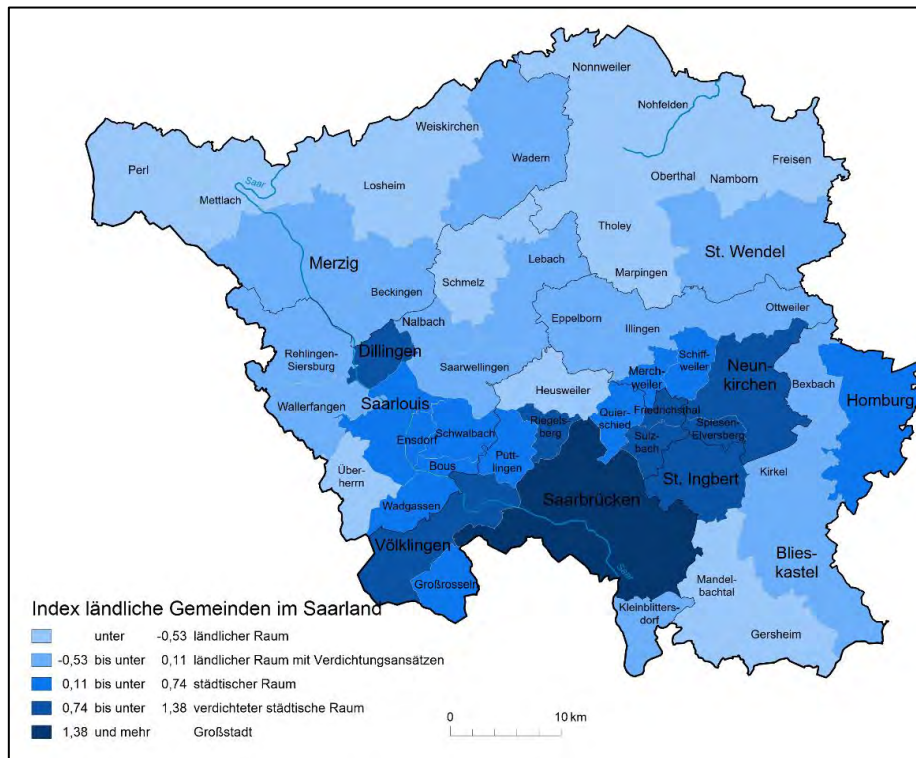 Nonnweiler
Nohfelden
Weiskirchen
Wadern
Freisen
Perl
Oberthal
Namborn
Saar
Losheim
Mettlach
Tholey
St. Wendel
Merzig
Lebach
Schmelz
Marpingen
Beckingen
Ottweiler
Eppelborn
Illingen
Nalbach
Dillingen
Schiff-
weiler
Rehlingen-
Siersburg
Saarwellingen
Merch-
weiler
Neun-
kirchen
Bexbach
Heusweiler
Homburg
Wallerfangen
Saarlouis
Friedrichsthal
Quier-
schied
Riegels-
berg
Ensdorf
Schwalbach
Spiesen-
Elversberg
Sulz-
bach
Pütt-
lingen
Bous
Über-
herrn
St. Ingbert
Kirkel
Saarbrücken
Wadgassen
Völklingen
Blies-
kastel
Saar
Großrosseln
Mandel-
bachtal
Kleinblitters-
dorf
Gersheim
Index ländliche Gemeinden im Saarland
unter -0,53 ländlicher Raum
-0,53 bis unter 0,11 ländlicher Raum mit Verdichtungsansätzen
0,11 bis unter 0,74 städtischer Raum
0,74 bis unter 1,38 verdichteter städtische Raum
1,38 und mehr Großstadt
0 10 km